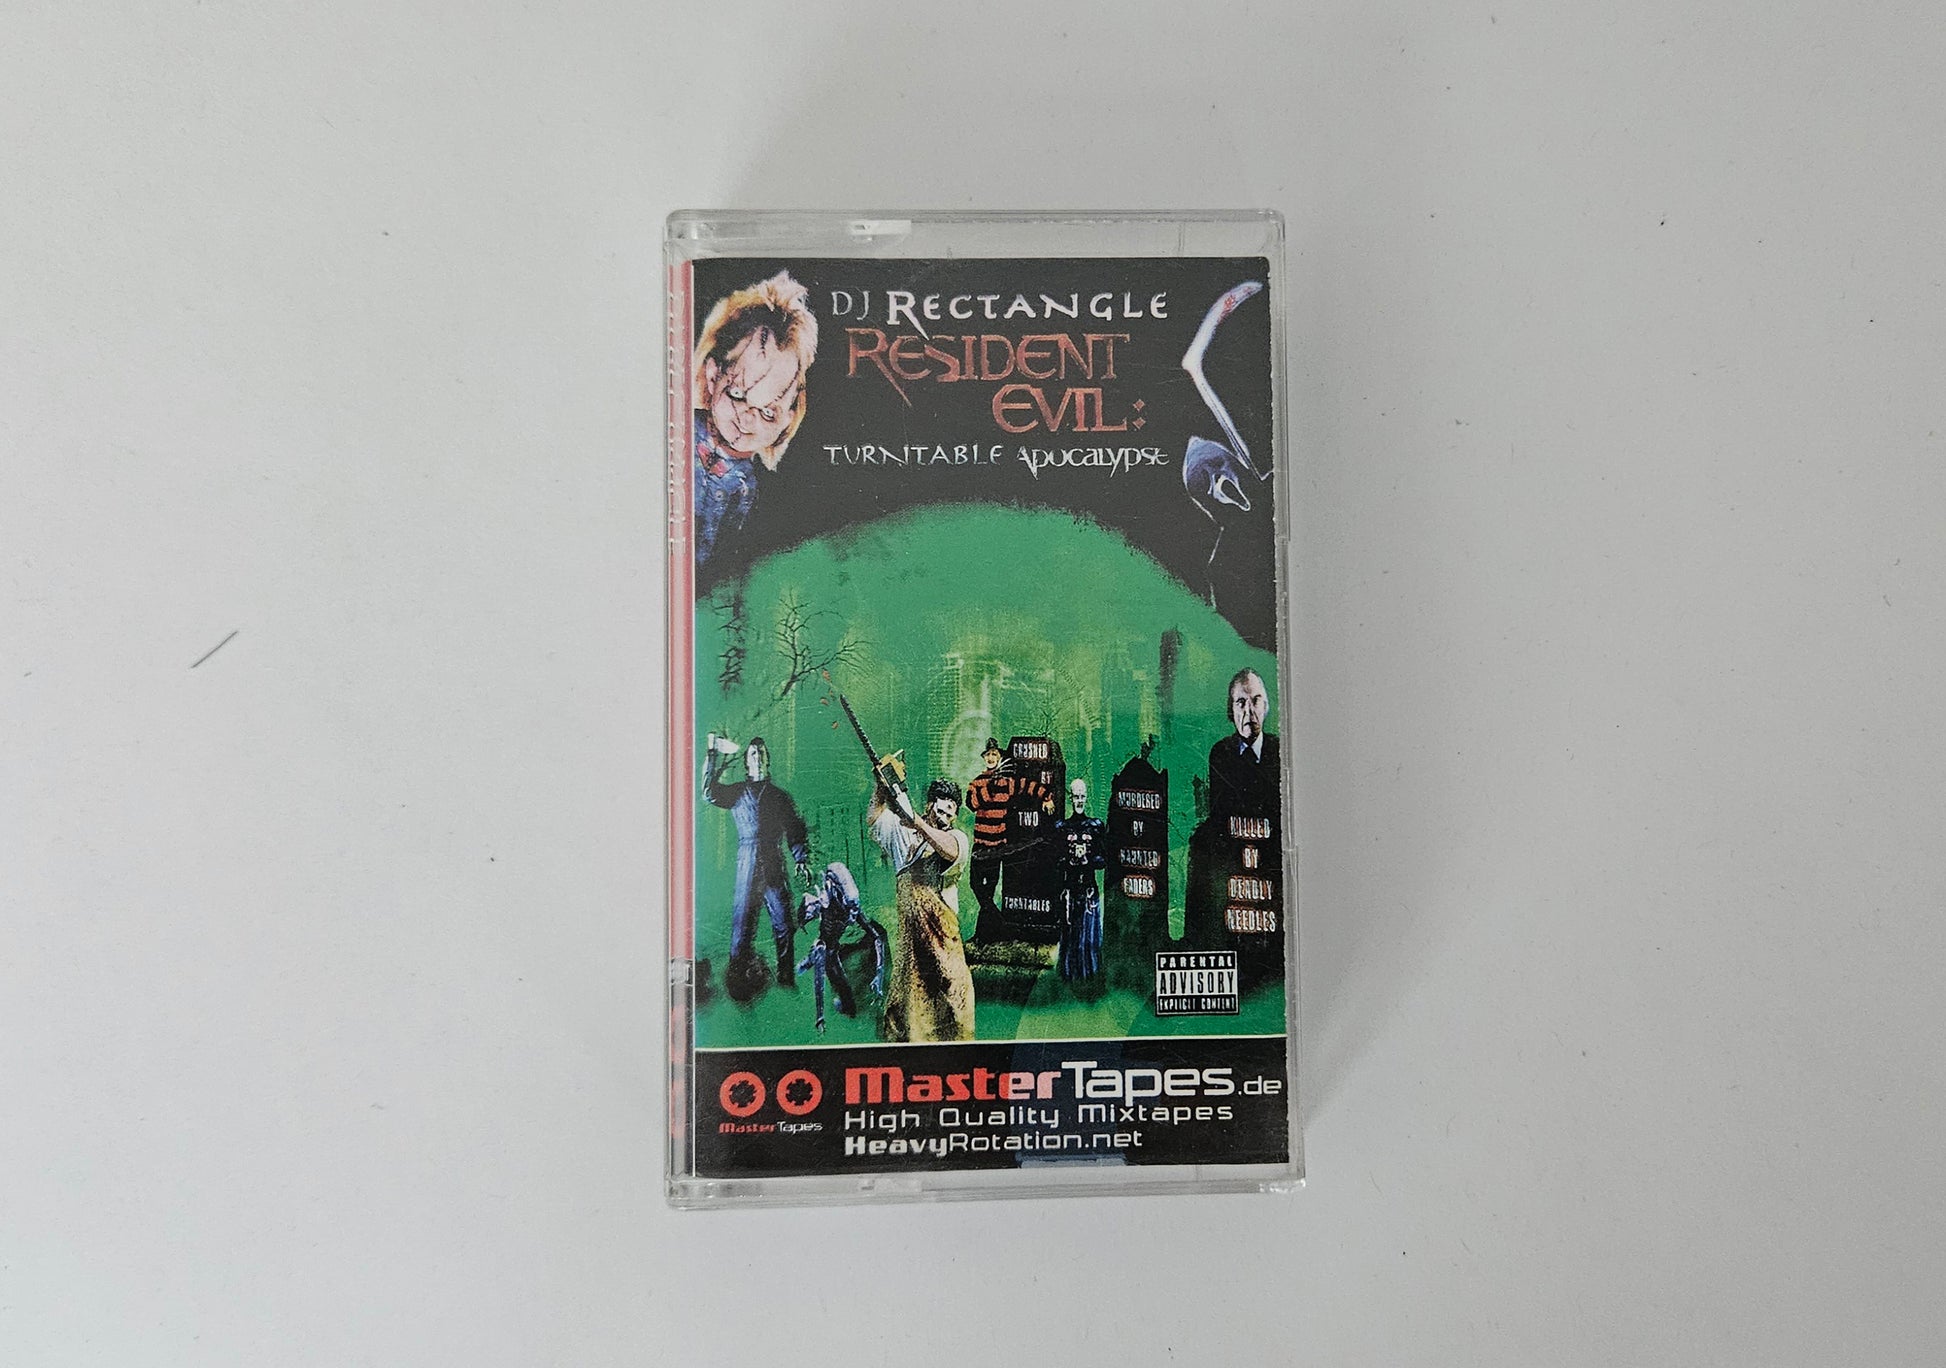 DJ RECTANGLE
RESIDENT
EVIL:
TURNTABLE APOCALYPSE
CRUSHED
BY
TWO
TURNTABLES
MURDERED
BY
HAUNTED
FADERS
KILLED
BY
DEADLY
NEEDLES
PARENTAL
ADVISORY
EXPLICIT CONTENT
MasterTapes
MasterTapes.de
High Quality Mixtapes
HeavyRotation.net